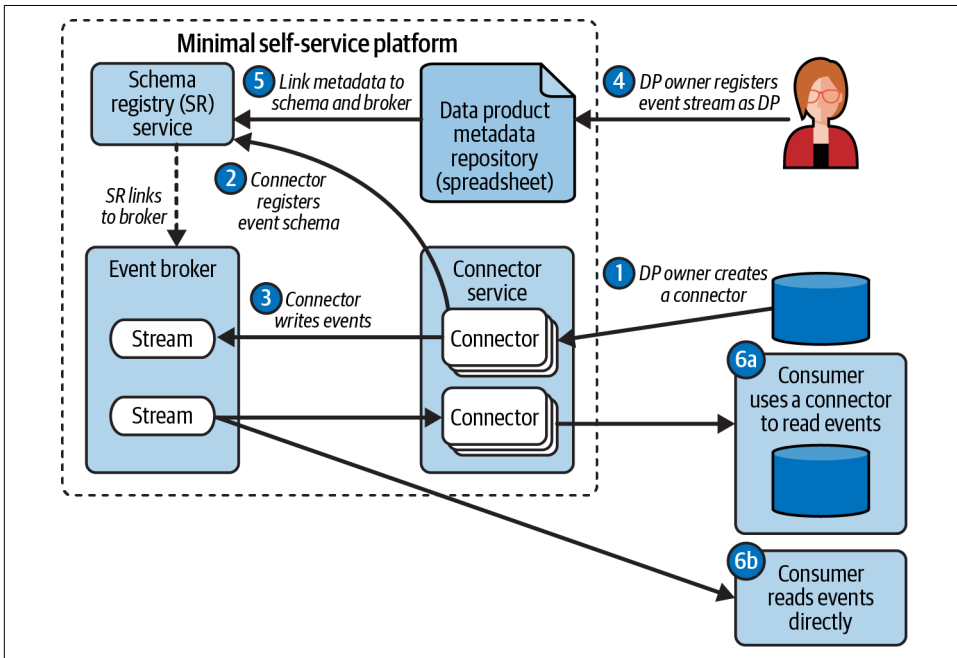 Minimal self-service platform
Schema
registry (SR)
service
5
Link metadata to
schema and broker
Data product
metadata
repository
(spreadsheet)
4
DP owner registers
event stream as DP
2
Connector
registers
event schema
SR links
to broker
Event broker
Stream
Stream
3
Connector
writes events
Connector
service
Connector
Connector
1
DP owner creates
a connector
6a
Consumer
uses a connector
to read events
6b
Consumer
reads events
directly